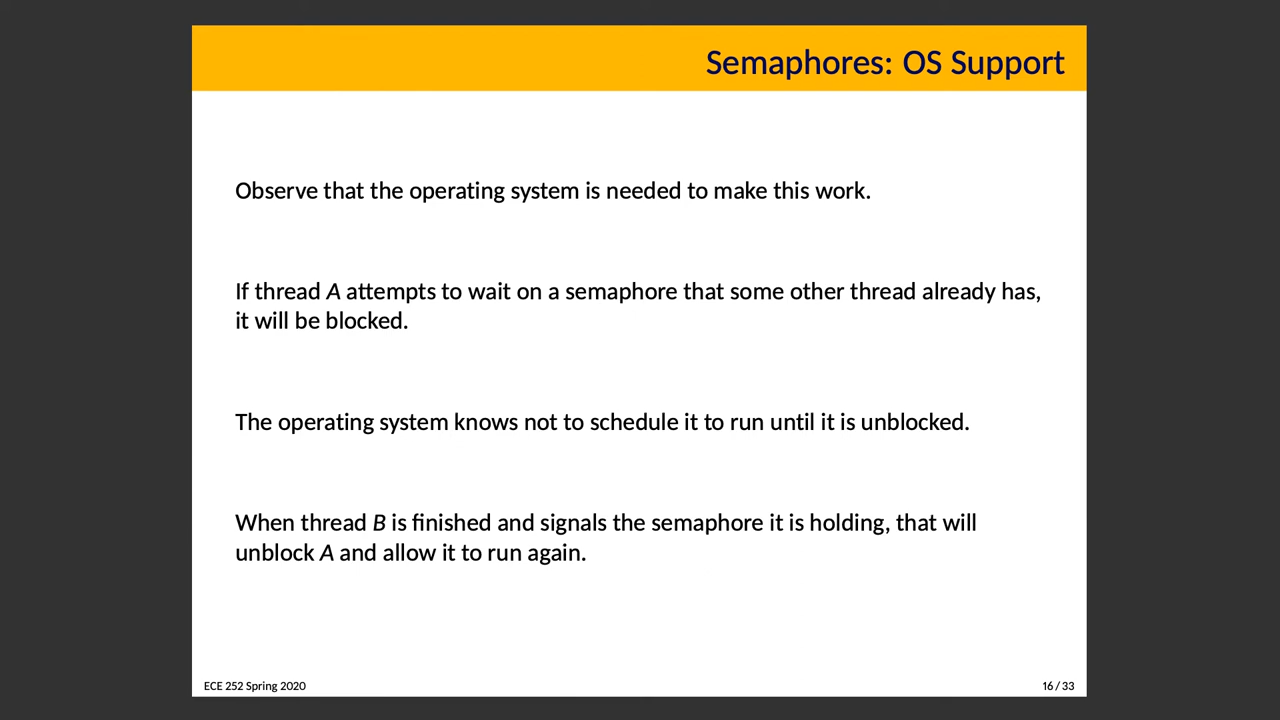 Semaphores: OS Support
Observe that the operating system is needed to make this work.
If thread A attempts to wait on a semaphore that some other thread already has,
it will be blocked.
The operating system knows not to schedule it to run until it is unblocked.
When thread B is finished and signals the semaphore it is holding, that will
unblock A and allow it to run again.
ECE 252 Spring 2020
16 / 33